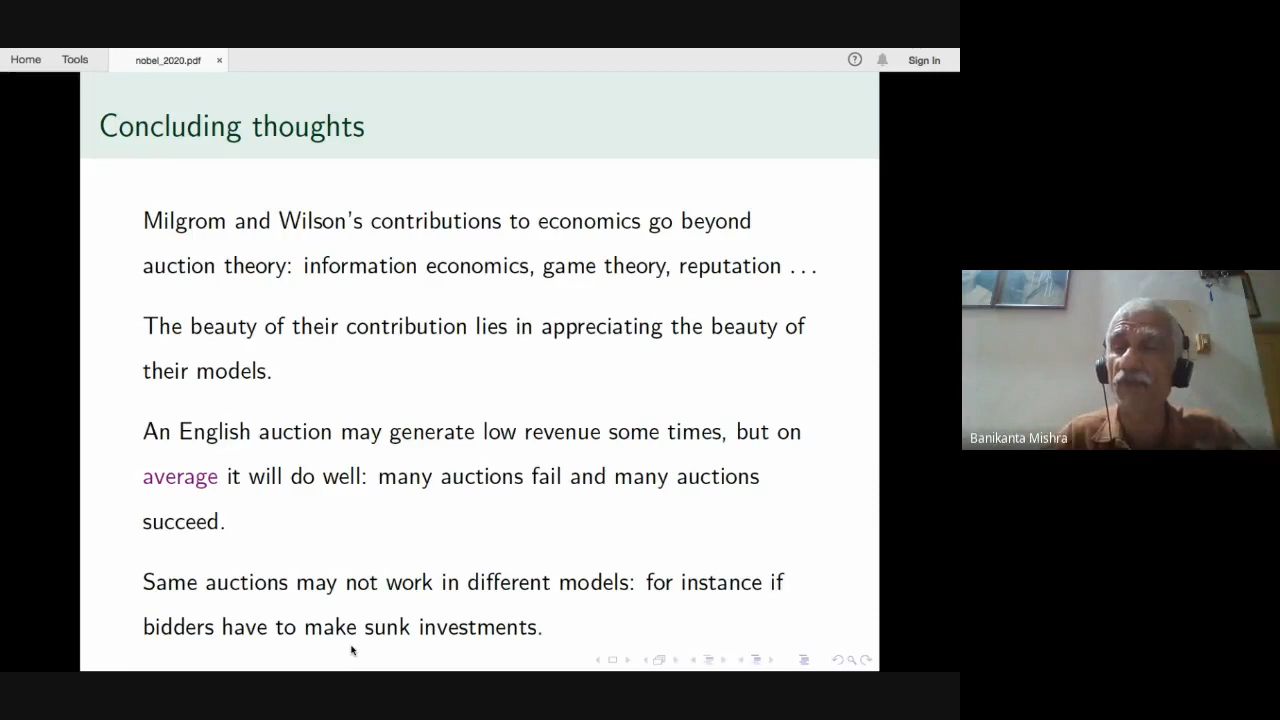 Home Tools nobel_2020.pdf × Sign In
Concluding thoughts
Milgrom and Wilson's contributions to economics go beyond
auction theory: information economics, game theory, reputation ...
The beauty of their contribution lies in appreciating the beauty of
their models.
An English auction may generate low revenue some times, but on
average it will do well: many auctions fail and many auctions
succeed.
Same auctions may not work in different models: for instance if
bidders have to make sunk investments.
Banikanta Mishra